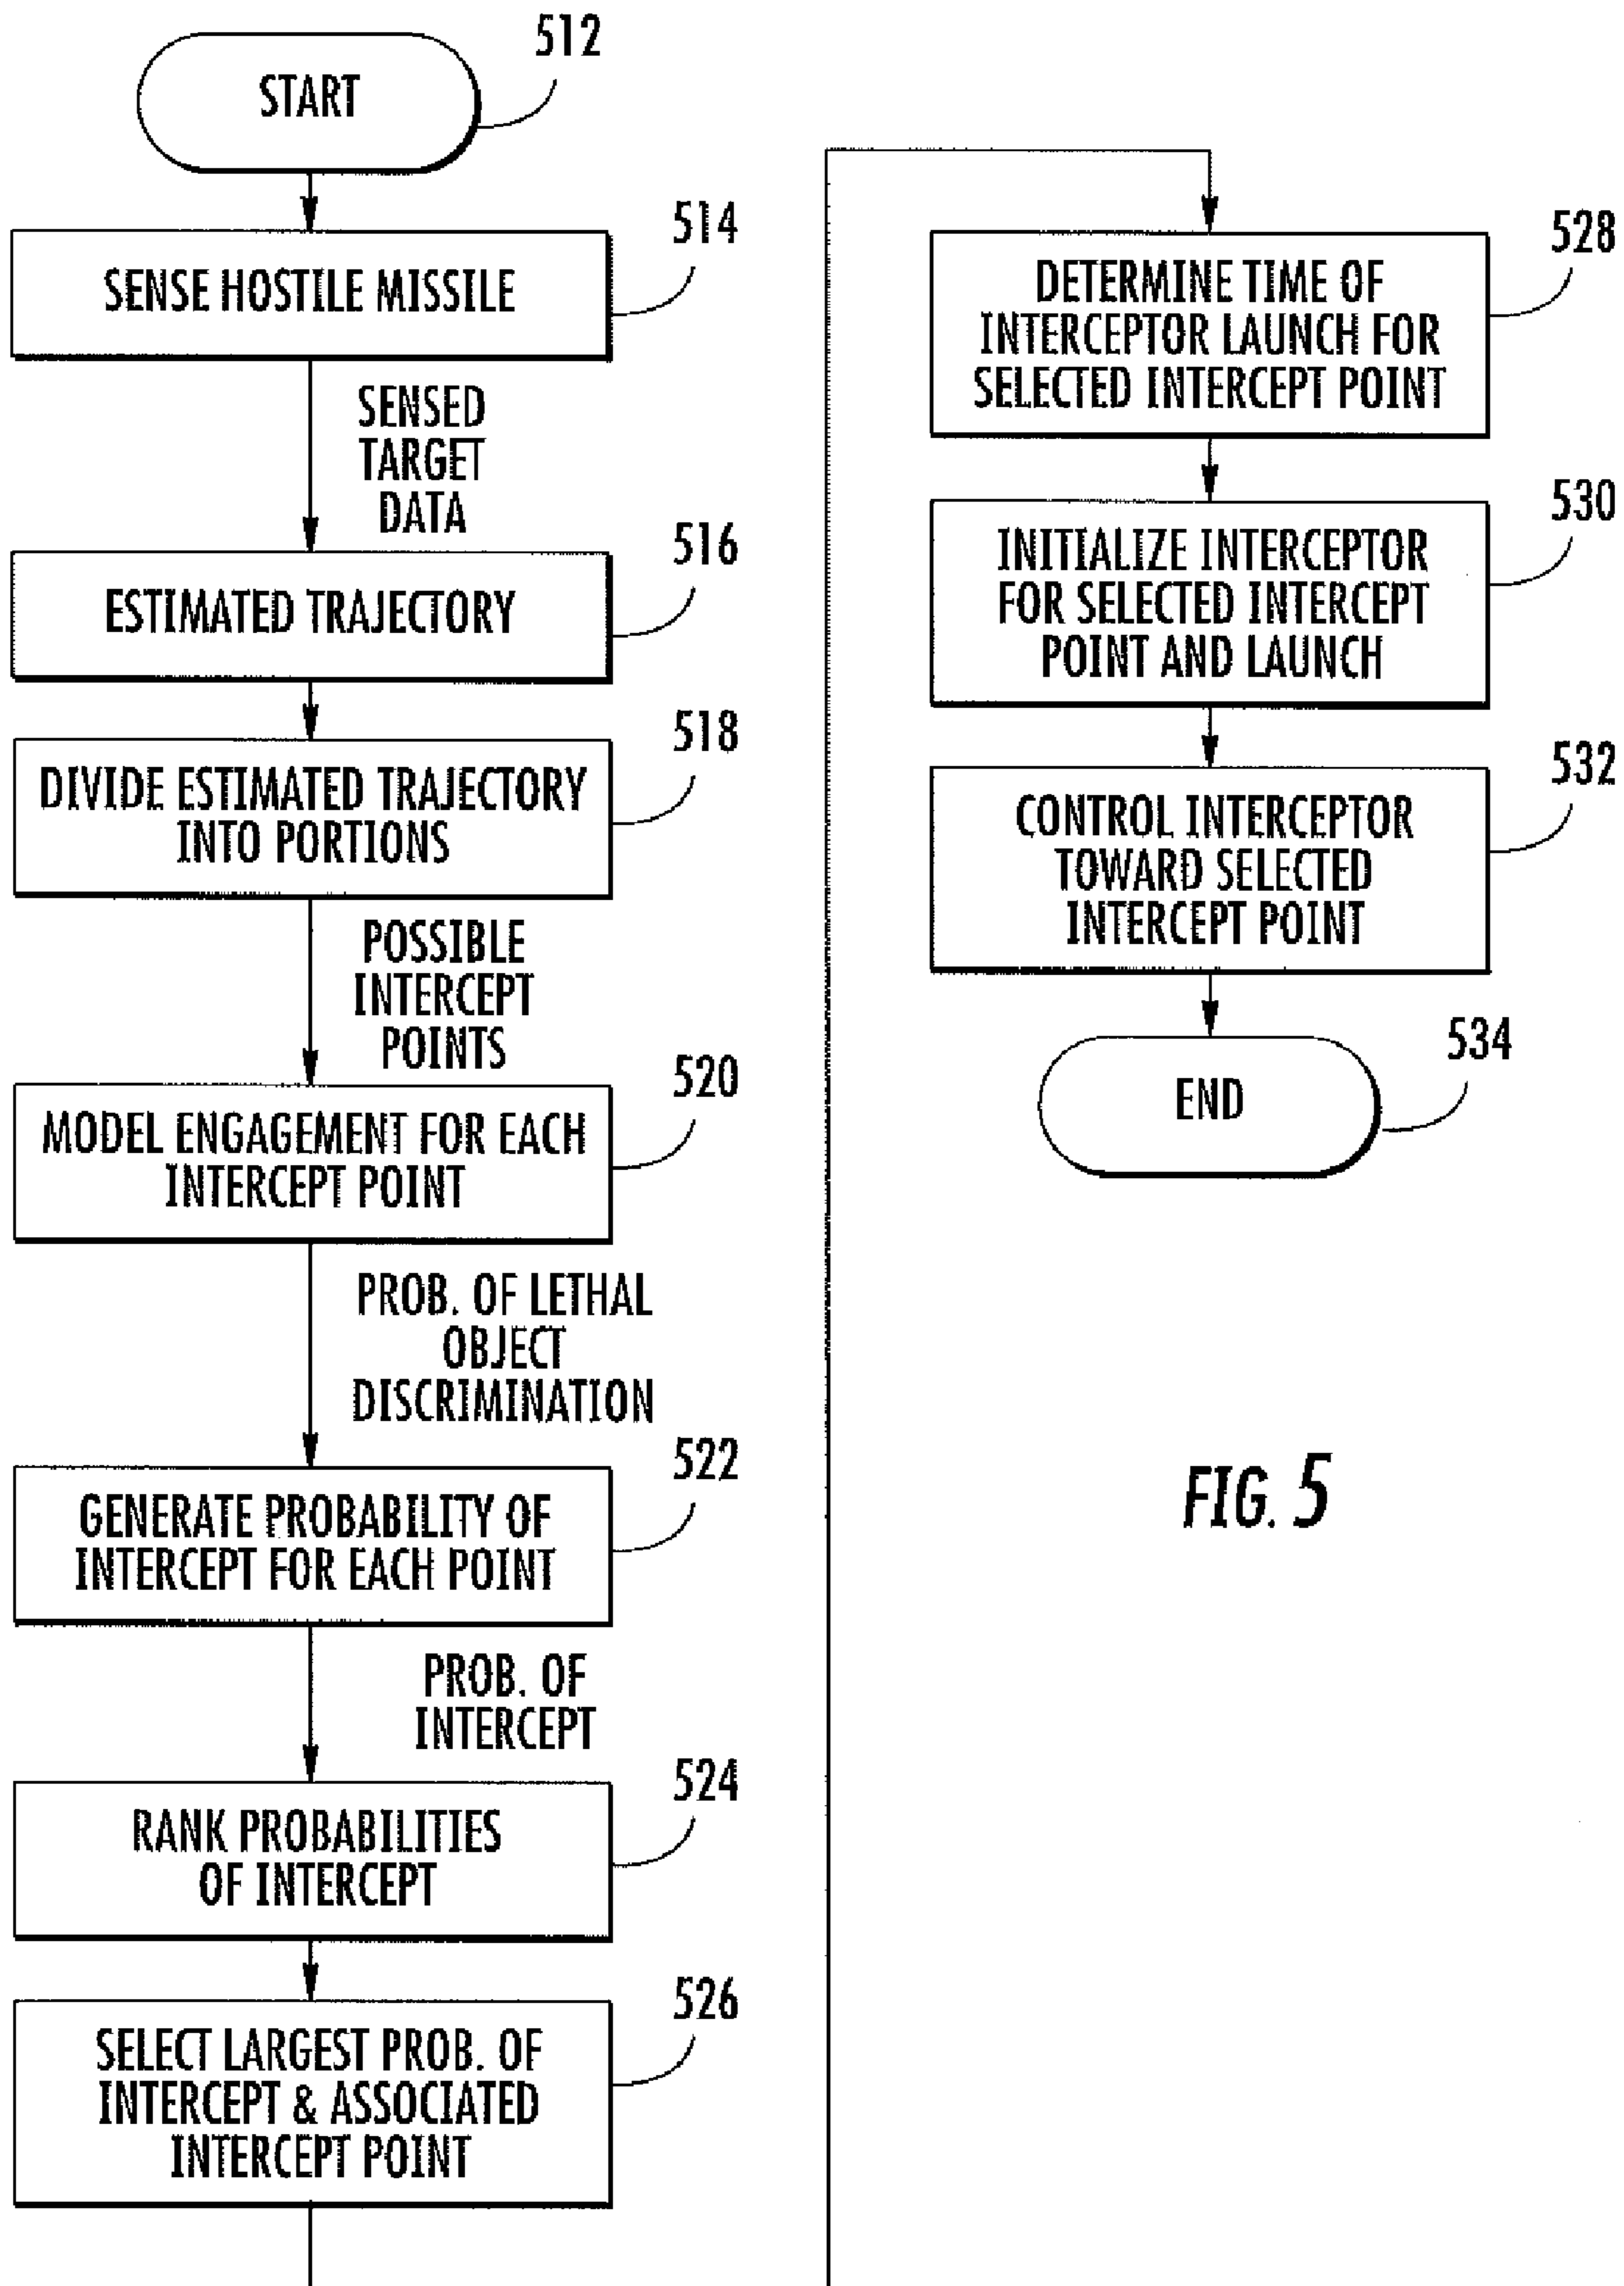 START
512
SENSE HOSTILE MISSILE
514
SENSED
TARGET
DATA
ESTIMATED TRAJECTORY
516
DIVIDE ESTIMATED TRAJECTORY
INTO PORTIONS
518
POSSIBLE
INTERCEPT
POINTS
MODEL ENGAGEMENT FOR EACH
INTERCEPT POINT
520
PROB. OF LETHAL
OBJECT
DISCRIMINATION
GENERATE PROBABILITY OF
INTERCEPT FOR EACH POINT
522
PROB. OF
INTERCEPT
RANK PROBABILITIES
OF INTERCEPT
524
SELECT LARGEST PROB. OF
INTERCEPT & ASSOCIATED
INTERCEPT POINT
526
DETERMINE TIME OF
INTERCEPTOR LAUNCH FOR
SELECTED INTERCEPT POINT
528
INITIALIZE INTERCEPTOR
FOR SELECTED INTERCEPT
POINT AND LAUNCH
530
CONTROL INTERCEPTOR
TOWARD SELECTED
INTERCEPT POINT
532
END
534
FIG. 5